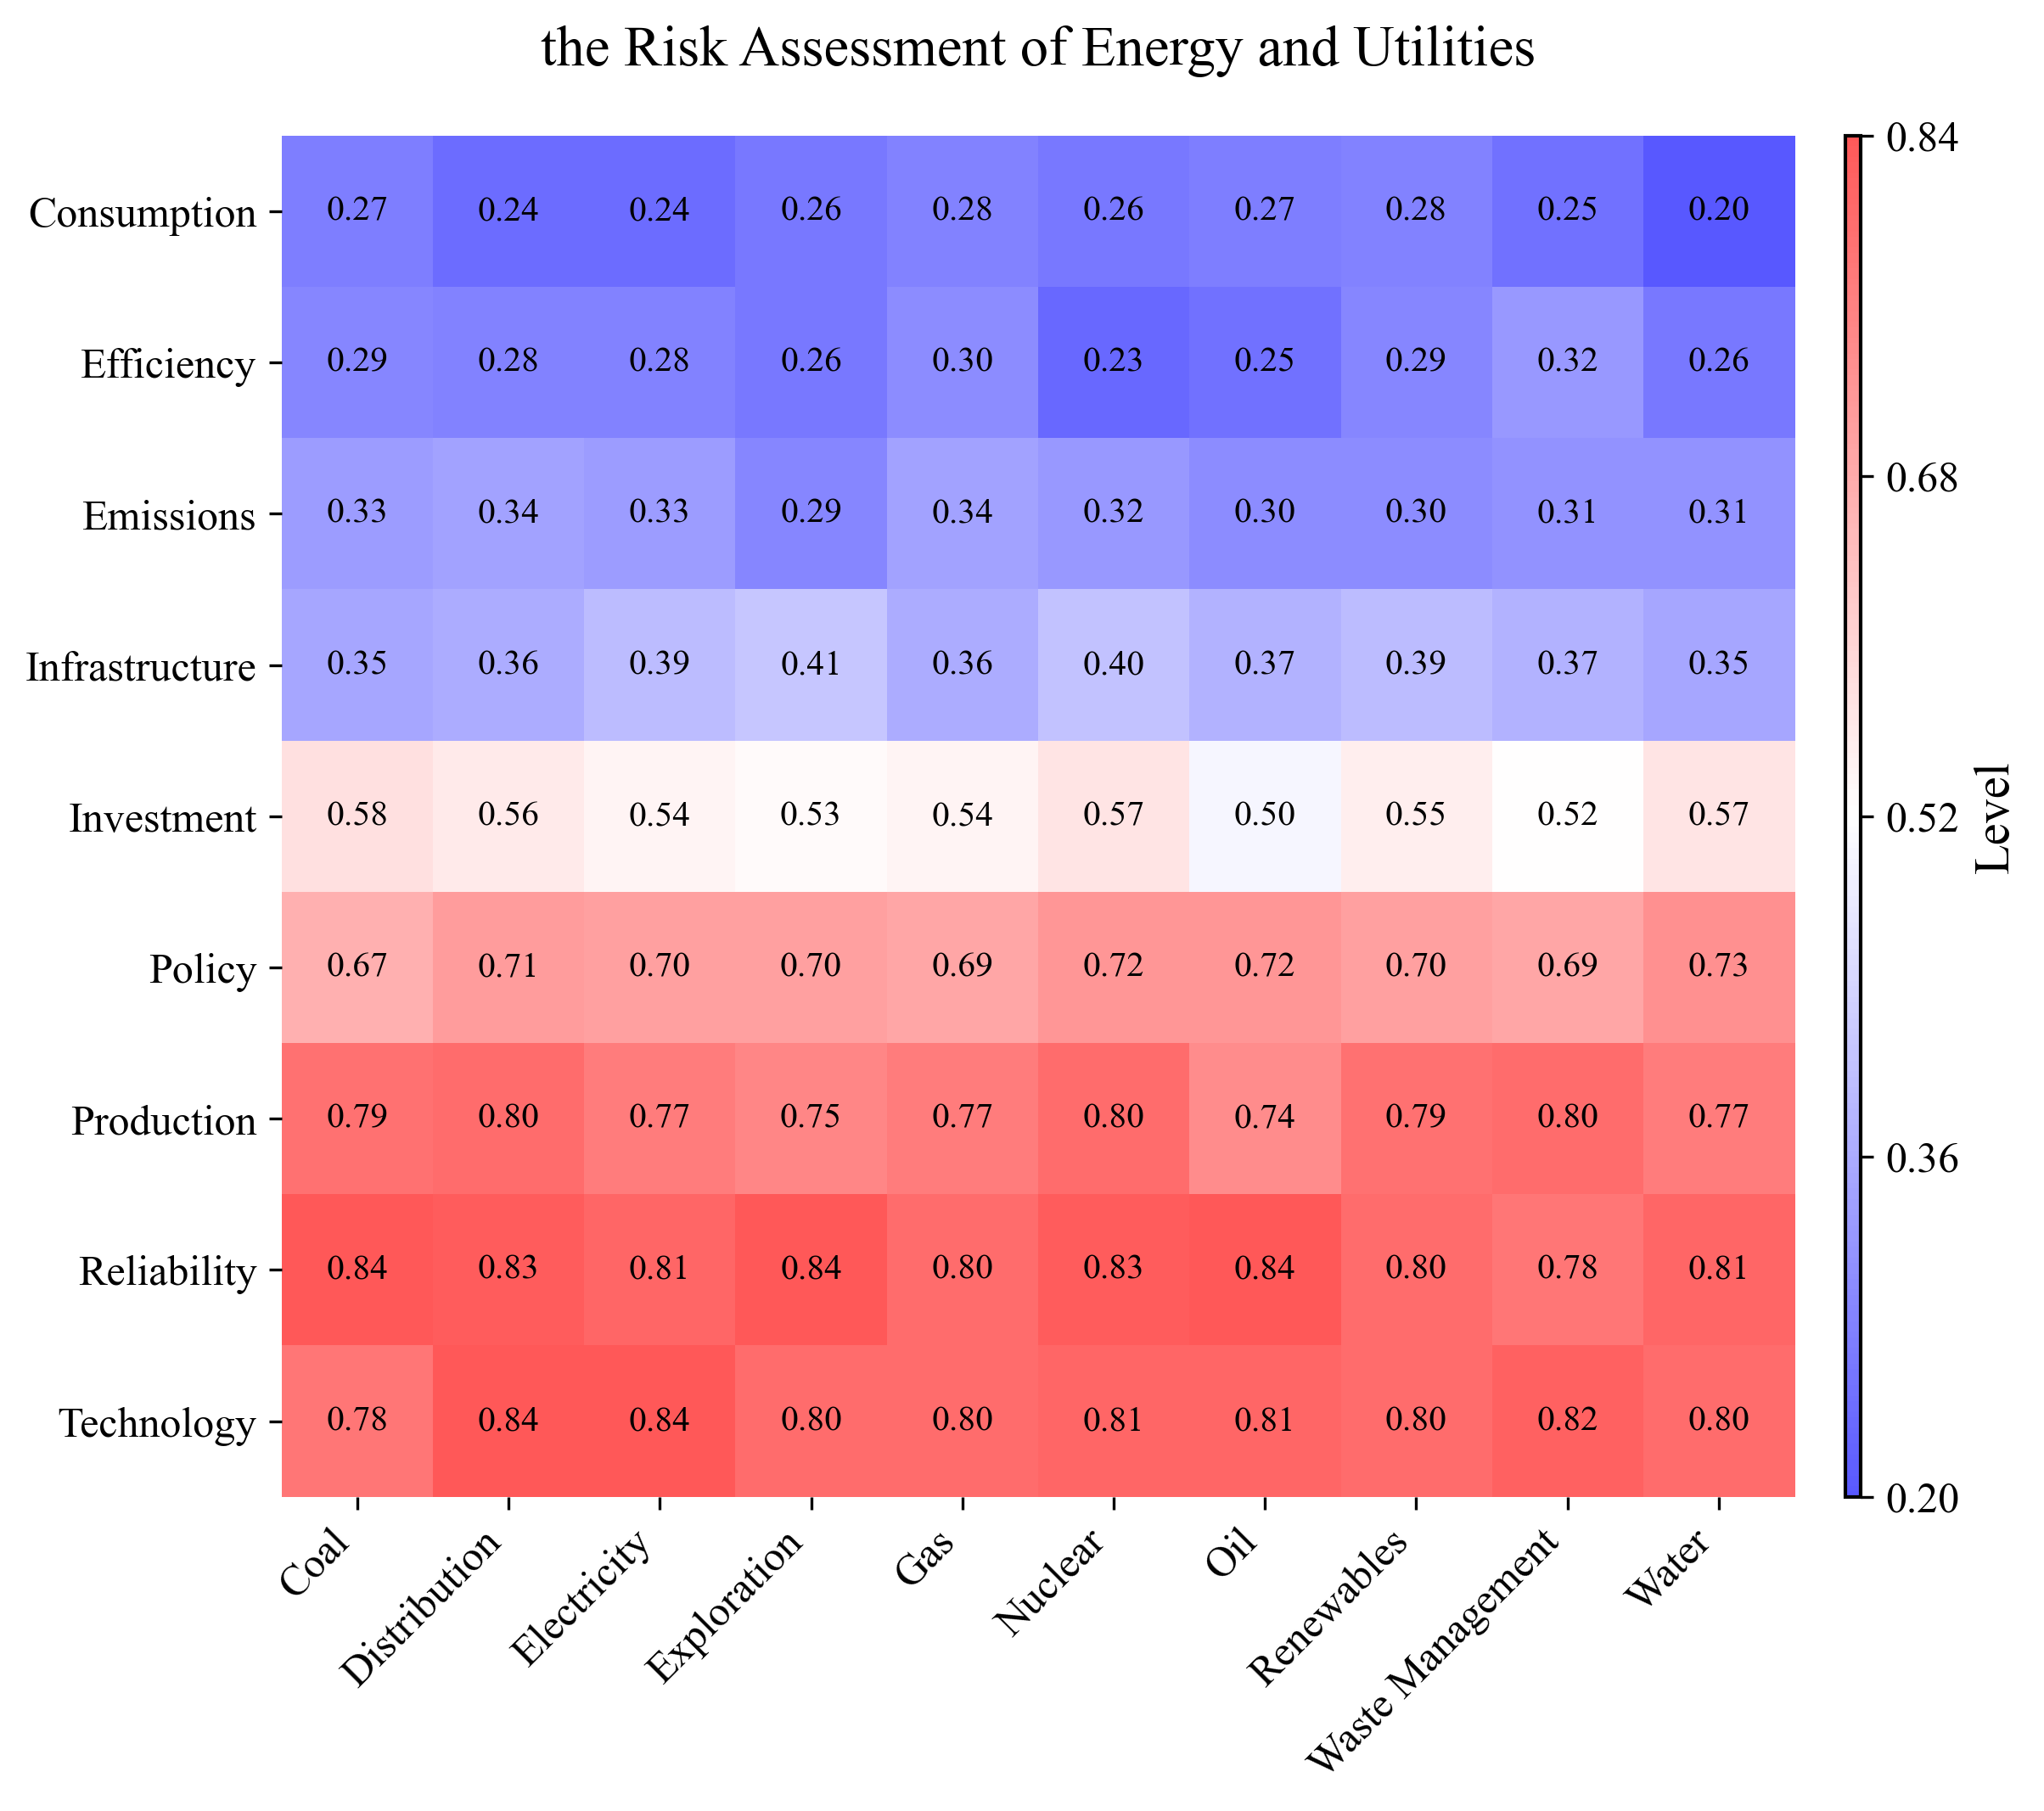 the Risk Assessment of Energy and Utilities
Consumption 0.27 0.24 0.24 0.26 0.28 0.26 0.27 0.28 0.25 0.20
Efficiency 0.29 0.28 0.28 0.26 0.30 0.23 0.25 0.29 0.32 0.26
Emissions 0.33 0.34 0.33 0.29 0.34 0.32 0.30 0.30 0.31 0.31
Infrastructure 0.35 0.36 0.39 0.41 0.36 0.40 0.37 0.39 0.37 0.35
Investment 0.58 0.56 0.54 0.53 0.54 0.57 0.50 0.55 0.52 0.57
Policy 0.67 0.71 0.70 0.70 0.69 0.72 0.72 0.70 0.69 0.73
Production 0.79 0.80 0.77 0.75 0.77 0.80 0.74 0.79 0.80 0.77
Reliability 0.84 0.83 0.81 0.84 0.80 0.83 0.84 0.80 0.78 0.81
Technology 0.78 0.84 0.84 0.80 0.80 0.81 0.81 0.80 0.82 0.80
Coal
Distribution
Electricity
Exploration
Gas
Nuclear
Oil
Renewables
Waste Management
Water
0.84
0.68
0.52
0.36
0.20
Level